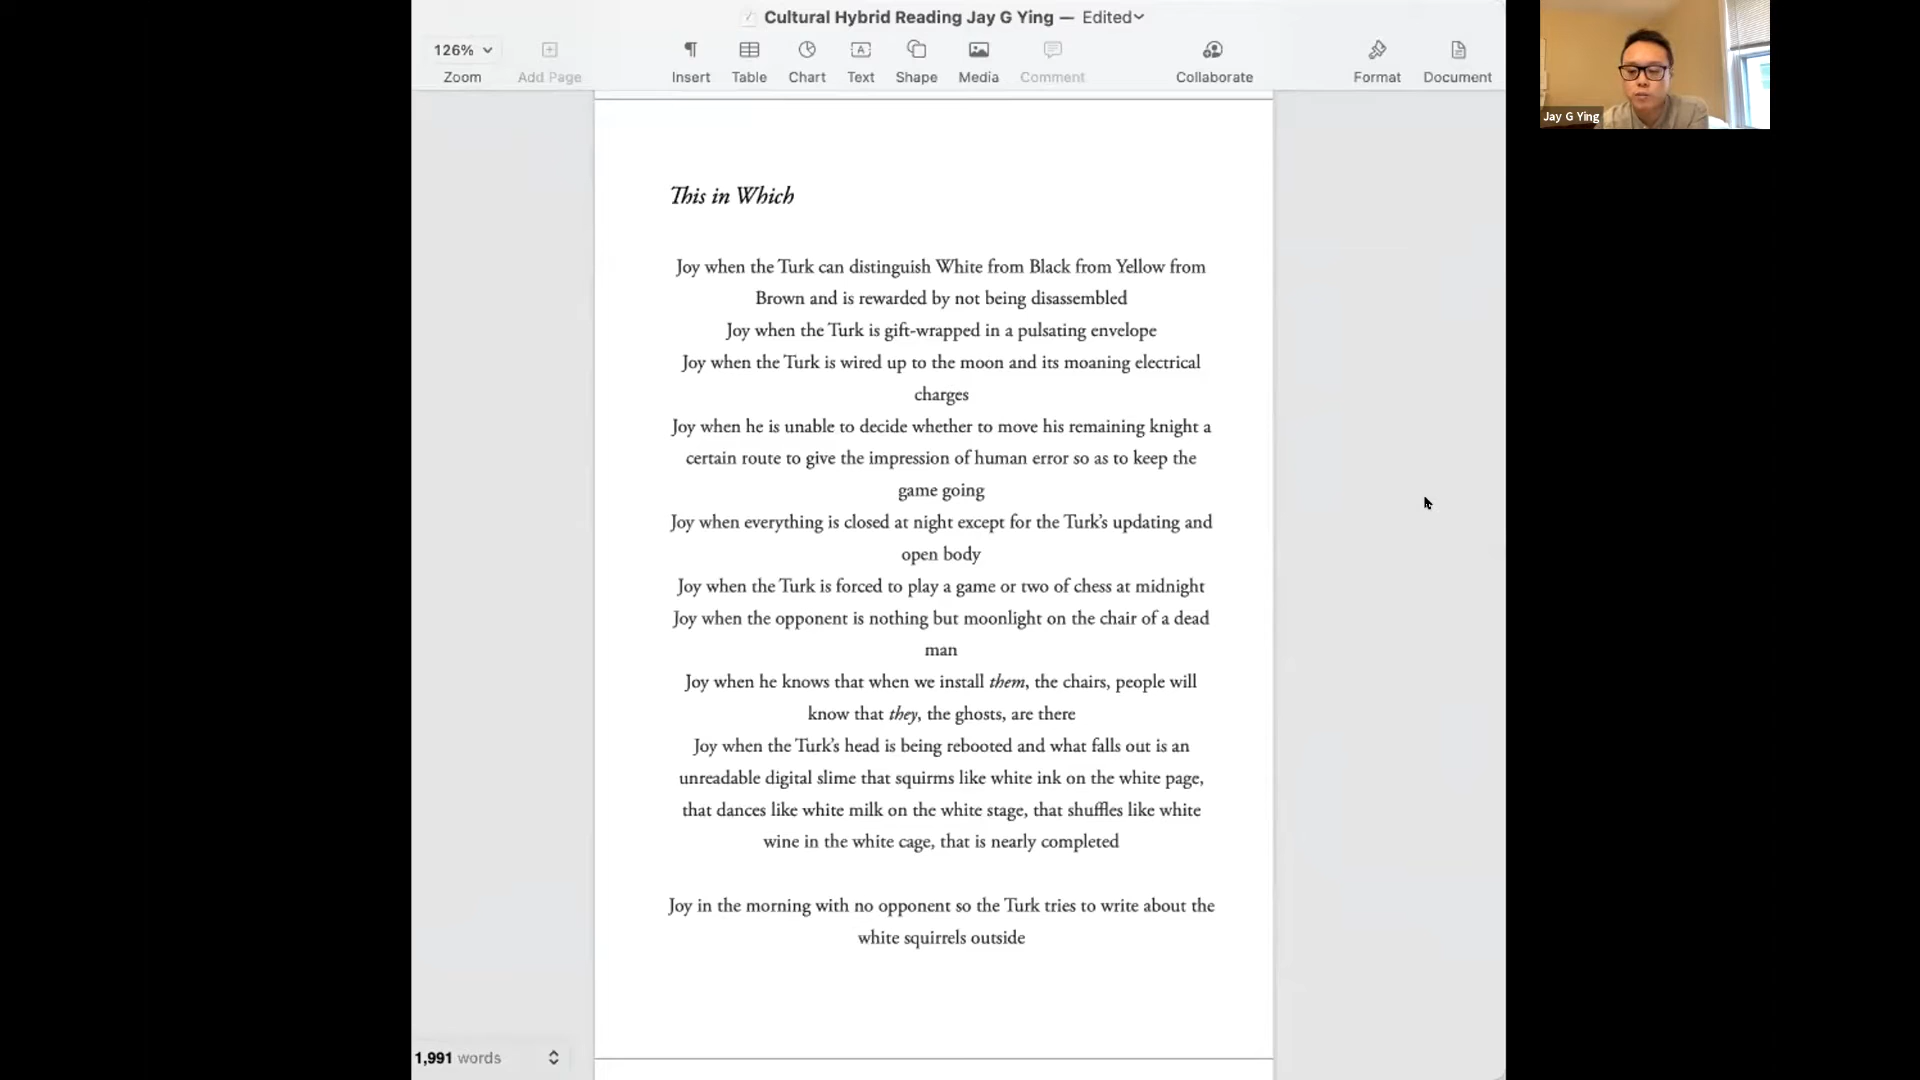 Cultural Hybrid Reading Jay G Ying — Edited
126%
Zoom
Add Page
Insert
Table
Chart
Text
Shape
Media
Comment
Collaborate
Format
Document
Jay G Ying
This in Which
Joy when the Turk can distinguish White from Black from Yellow from
Brown and is rewarded by not being disassembled
Joy when the Turk is gift-wrapped in a pulsating envelope
Joy when the Turk is wired up to the moon and its moaning electrical
charges
Joy when he is unable to decide whether to move his remaining knight a
certain route to give the impression of human error so as to keep the
game going
Joy when everything is closed at night except for the Turk’s updating and
open body
Joy when the Turk is forced to play a game or two of chess at midnight
Joy when the opponent is nothing but moonlight on the chair of a dead
man
Joy when he knows that when we install them, the chairs, people will
know that they, the ghosts, are there
Joy when the Turk’s head is being rebooted and what falls out is an
unreadable digital slime that squirms like white ink on the white page,
that dances like white milk on the white stage, that shuffles like white
wine in the white cage, that is nearly completed
Joy in the morning with no opponent so the Turk tries to write about the
white squirrels outside
1,991 words